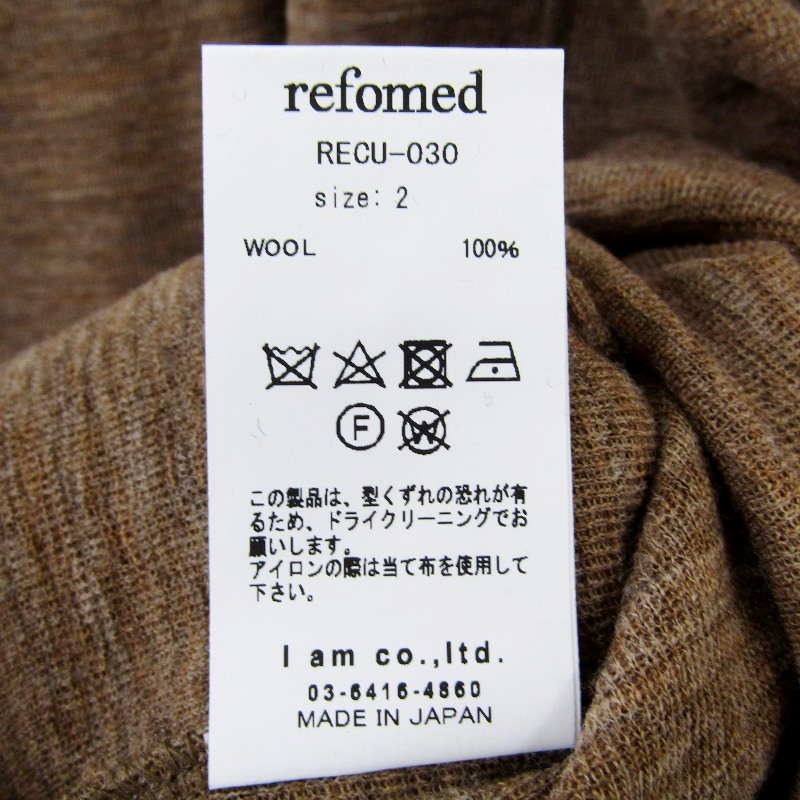 refomed
RECU-030
size: 2
WOOL 100%
F
W
この製品は、型くずれの恐れが有
るため、ドライクリーニングでお
願いします。
アイロンの際は当て布を使用して
下さい。
I am co.,ltd.
03-6416-4860
MADE IN JAPAN